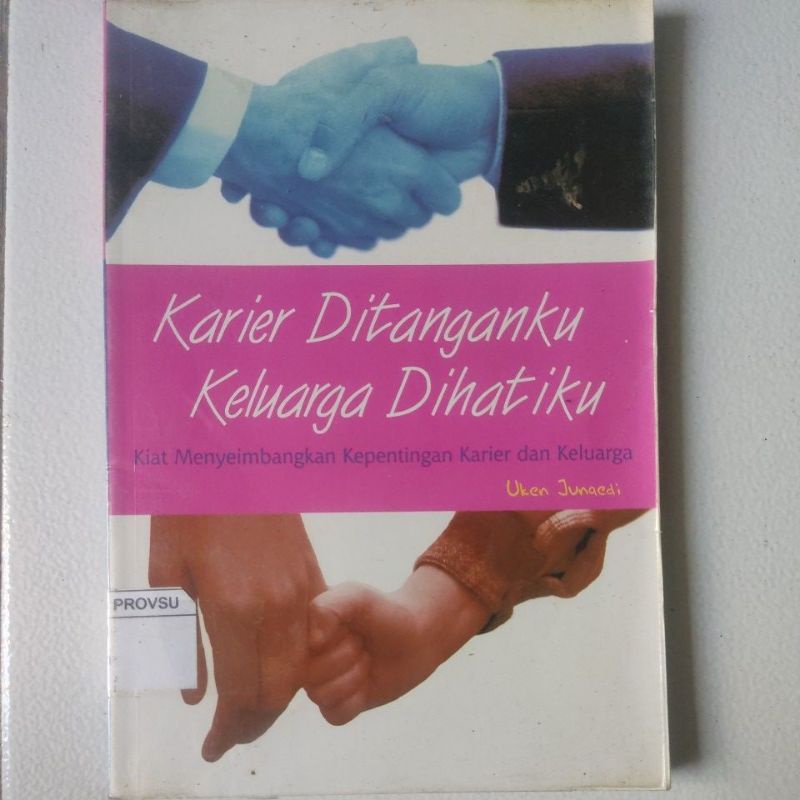 Karier Ditanganku
Keluarga Dihatiku
Kiat Menyeimbangkan Kepentingan Karier dan Keluarga
Uken Junaedi
PROVSU